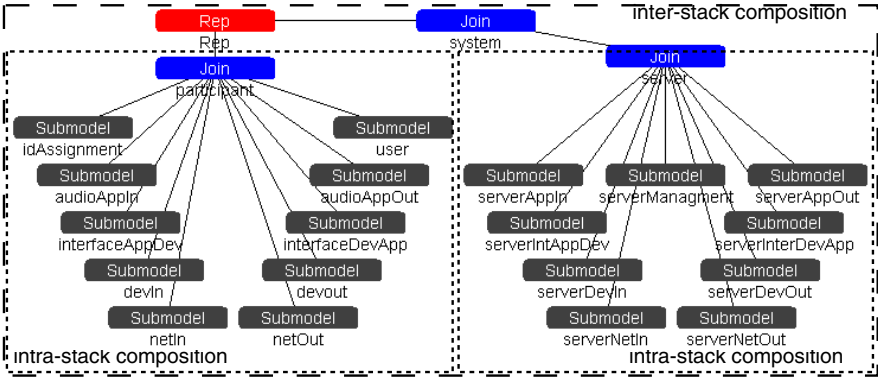 inter-stack composition
Rep
Join
Rep
system
Join
Join
server
participant
Submodel
Submodel
idAssignment
user
Submodel
Submodel
Submodel
Submodel
Submodel
audioAppIn
audioAppOut
serverAppIn
serverManagment
serverAppOut
Submodel
Submodel
Submodel
Submodel
interfaceAppDev
interfaceDevApp
serverIntAppDev
serverInterDevApp
Submodel
Submodel
Submodel
Submodel
devIn
devout
serverDevIn
serverDevOut
Submodel
Submodel
Submodel
Submodel
netIn
netOut
serverNetIn
serverNetOut
intra-stack composition
intra-stack composition